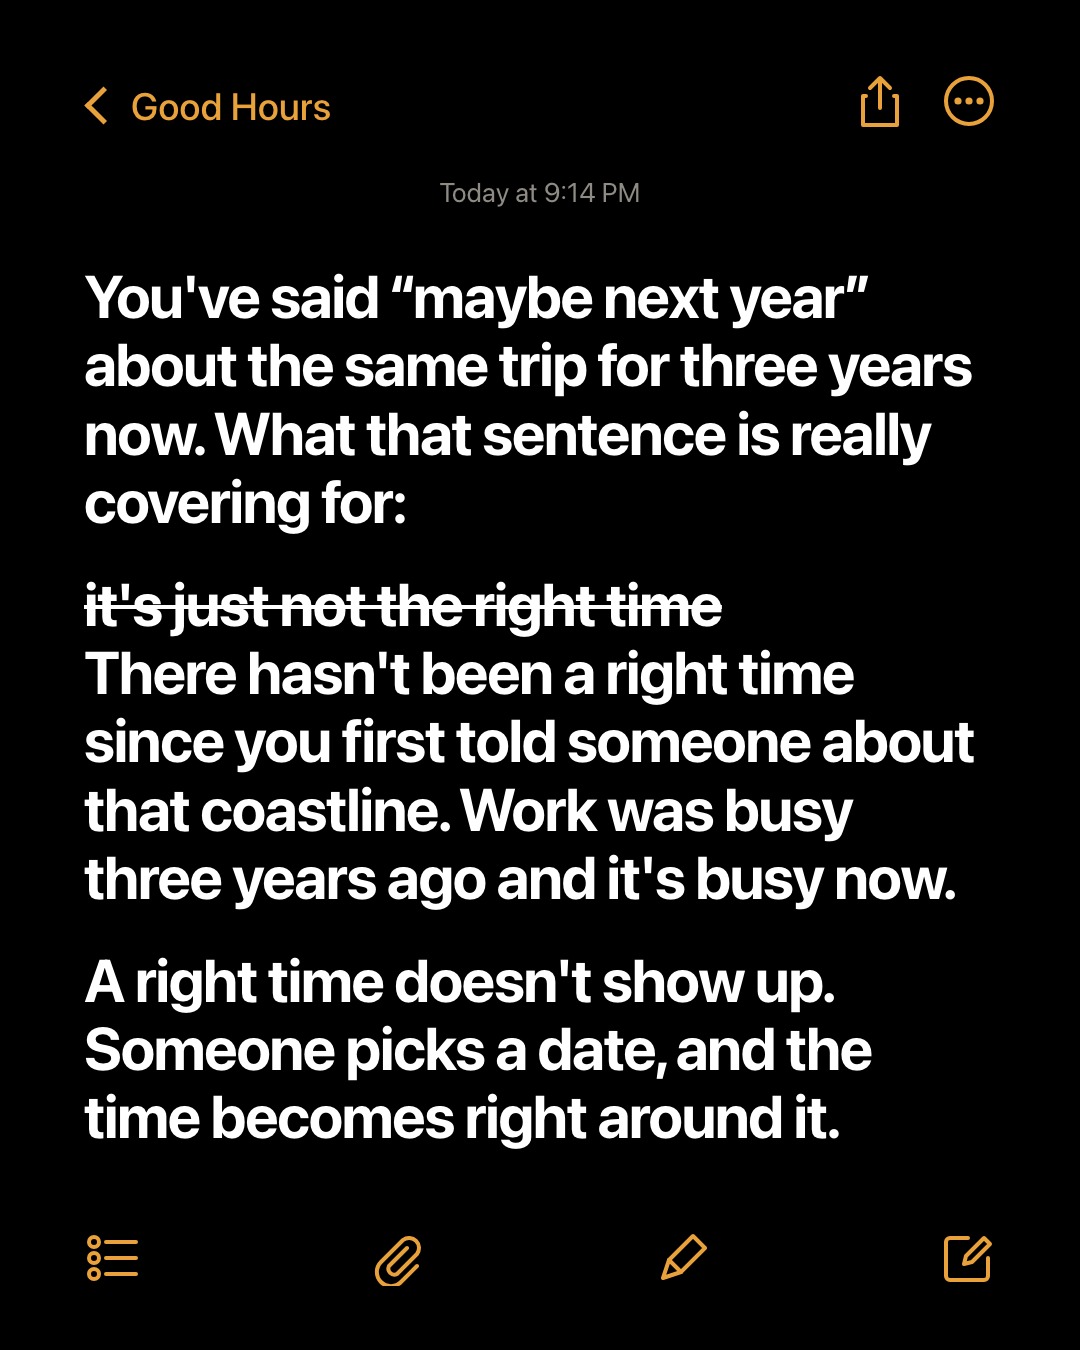 Good Hours
Today at 9:14 PM
You've said “maybe next year”
about the same trip for three years
now. What that sentence is really
covering for:
it's just not the right time
There hasn't been a right time
since you first told someone about
that coastline. Work was busy
three years ago and it's busy now.
A right time doesn't show up.
Someone picks a date, and the
time becomes right around it.